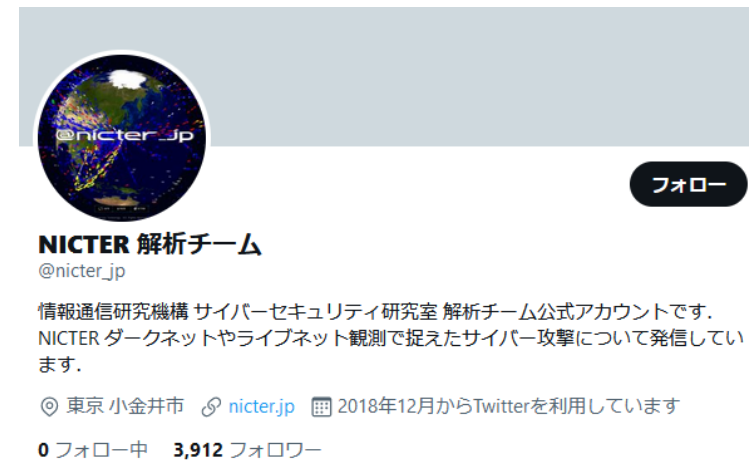 @nicter_jp
フォロー
NICTER 解析チーム
@nicter_jp
情報通信研究機構 サイバーセキュリティ研究室 解析チーム公式アカウントです．
NICTER ダークネットやライブネット観測で捉えたサイバー攻撃について発信してい
ます．
東京 小金井市 nicter.jp 2018年12月からTwitterを利用しています
0 フォロー中 3,912 フォロワー